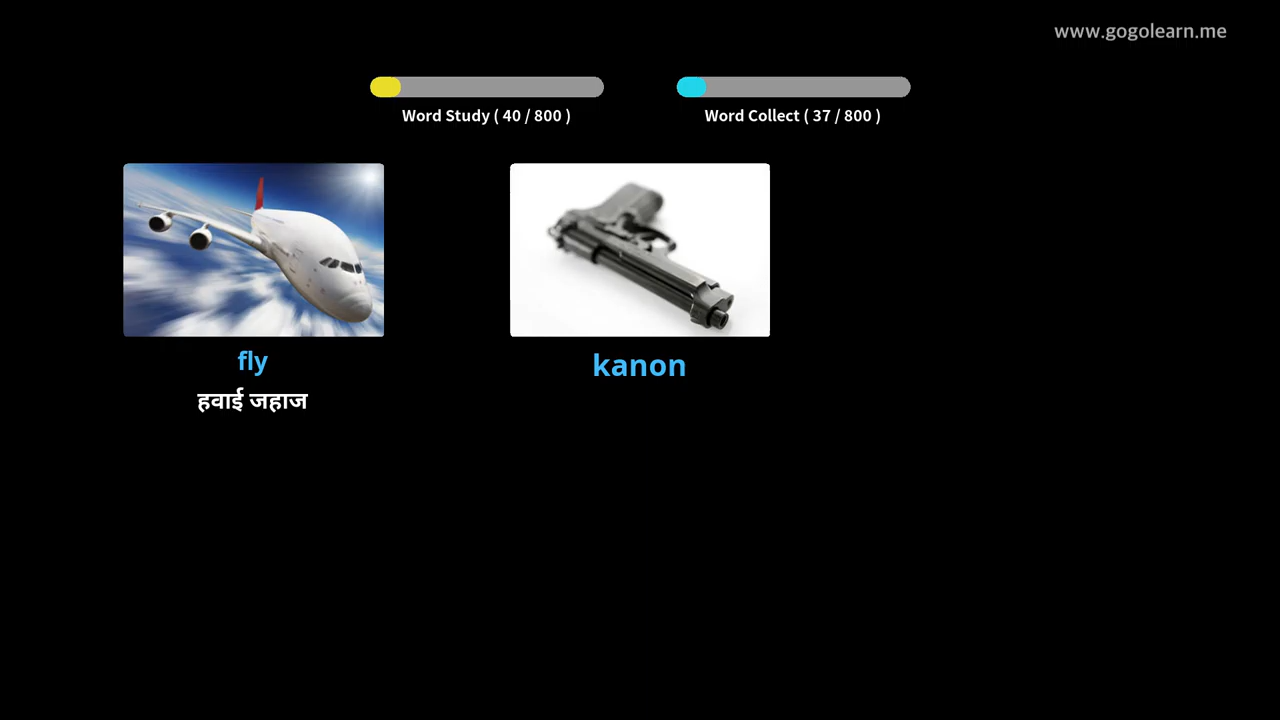 www.gogolearn.me
Word Study ( 40 / 800 )
Word Collect ( 37 / 800 )
fly
kanon
हवाई जहाज